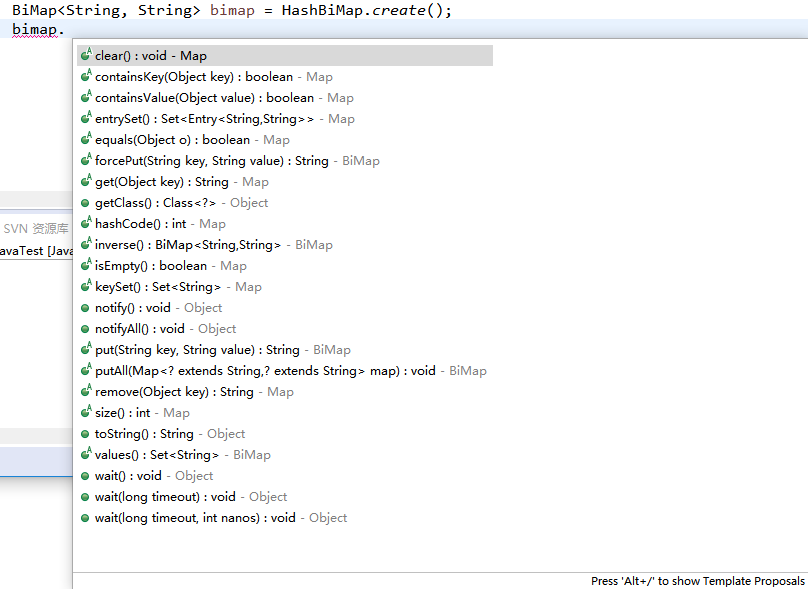 BiMap<String, String> bimap = HashBiMap.create();
bimap.
clear() : void - Map
containsKey(Object key) : boolean - Map
containsValue(Object value) : boolean - Map
entrySet() : Set<Entry<String,String>> - Map
equals(Object o) : boolean - Map
forcePut(String key, String value) : String - BiMap
get(Object key) : String - Map
getClass() : Class<?> - Object
hashCode() : int - Map
SVN 资源库
inverse() : BiMap<String,String> - BiMap
avaTest [Java
isEmpty() : boolean - Map
keySet() : Set<String> - Map
notify() : void - Object
notifyAll() : void - Object
put(String key, String value) : String - BiMap
putAll(Map<? extends String,? extends String> map) : void - BiMap
remove(Object key) : String - Map
size() : int - Map
toString() : String - Object
values() : Set<String> - BiMap
wait() : void - Object
wait(long timeout) : void - Object
wait(long timeout, int nanos) : void - Object
Press 'Alt+/' to show Template Proposals